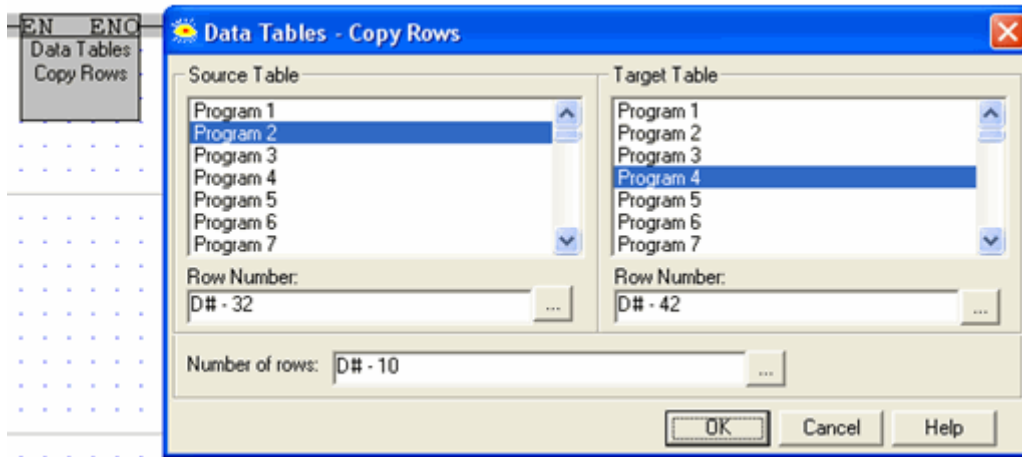 EN ENO
Data Tables
Copy Rows
Data Tables - Copy Rows
Source Table
Program 1
Program 2
Program 3
Program 4
Program 5
Program 6
Program 7
Row Number:
D# - 32
...
Target Table
Program 1
Program 2
Program 3
Program 4
Program 5
Program 6
Program 7
Row Number:
D# - 42
...
Number of rows: D# - 10 ...
OK Cancel Help